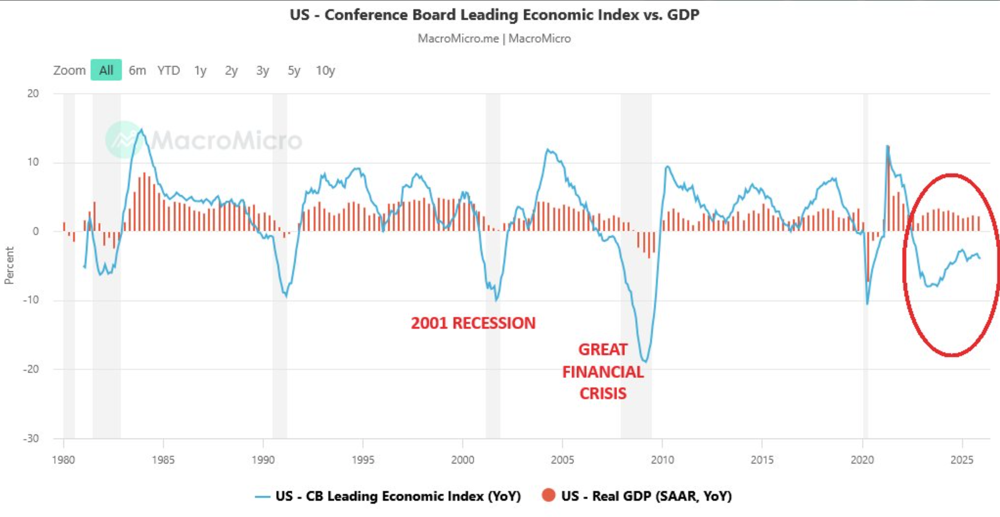 US - Conference Board Leading Economic Index vs. GDP
MacroMicro.me | MacroMicro
Zoom All 6m YTD 1y 2y 3y 5y 10y
20
10
0
-10
-20
-30
Percent
MacroMicro
2001 RECESSION
GREAT
FINANCIAL
CRISIS
1980 1985 1990 1995 2000 2005 2010 2015 2020 2025
US - CB Leading Economic Index (YoY) US - Real GDP (SAAR, YoY)